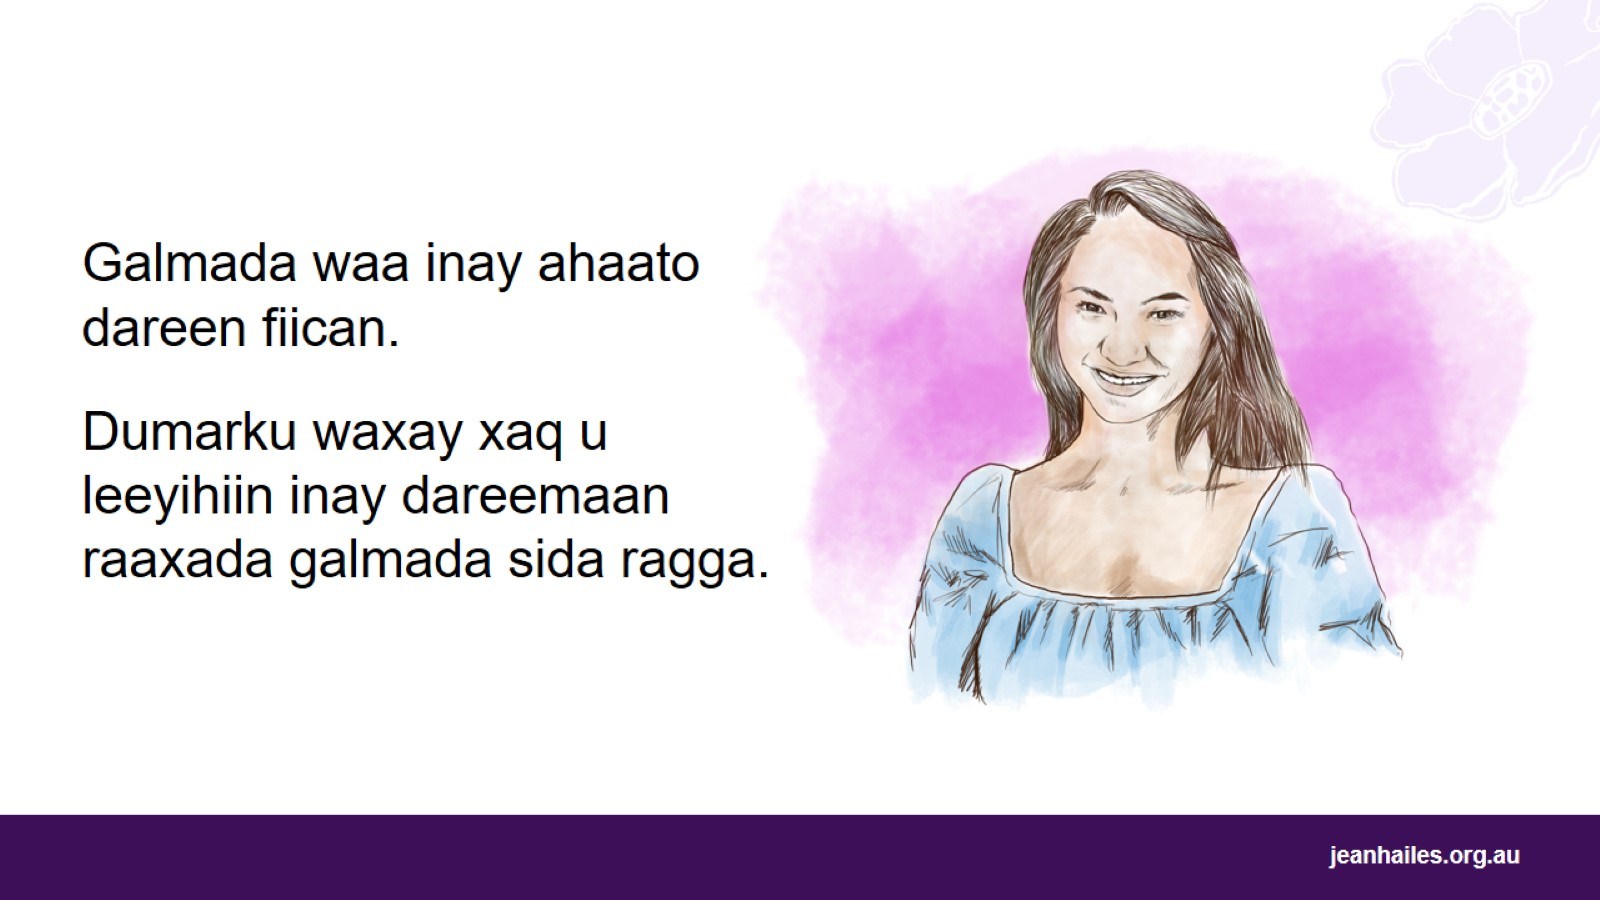 Galmada waa inay ahaato
dareen fiican.
Dumarku waxay xaq u
leeyihiin inay dareemaan
raaxada galmada sida ragga.
jeanhailes.org.au